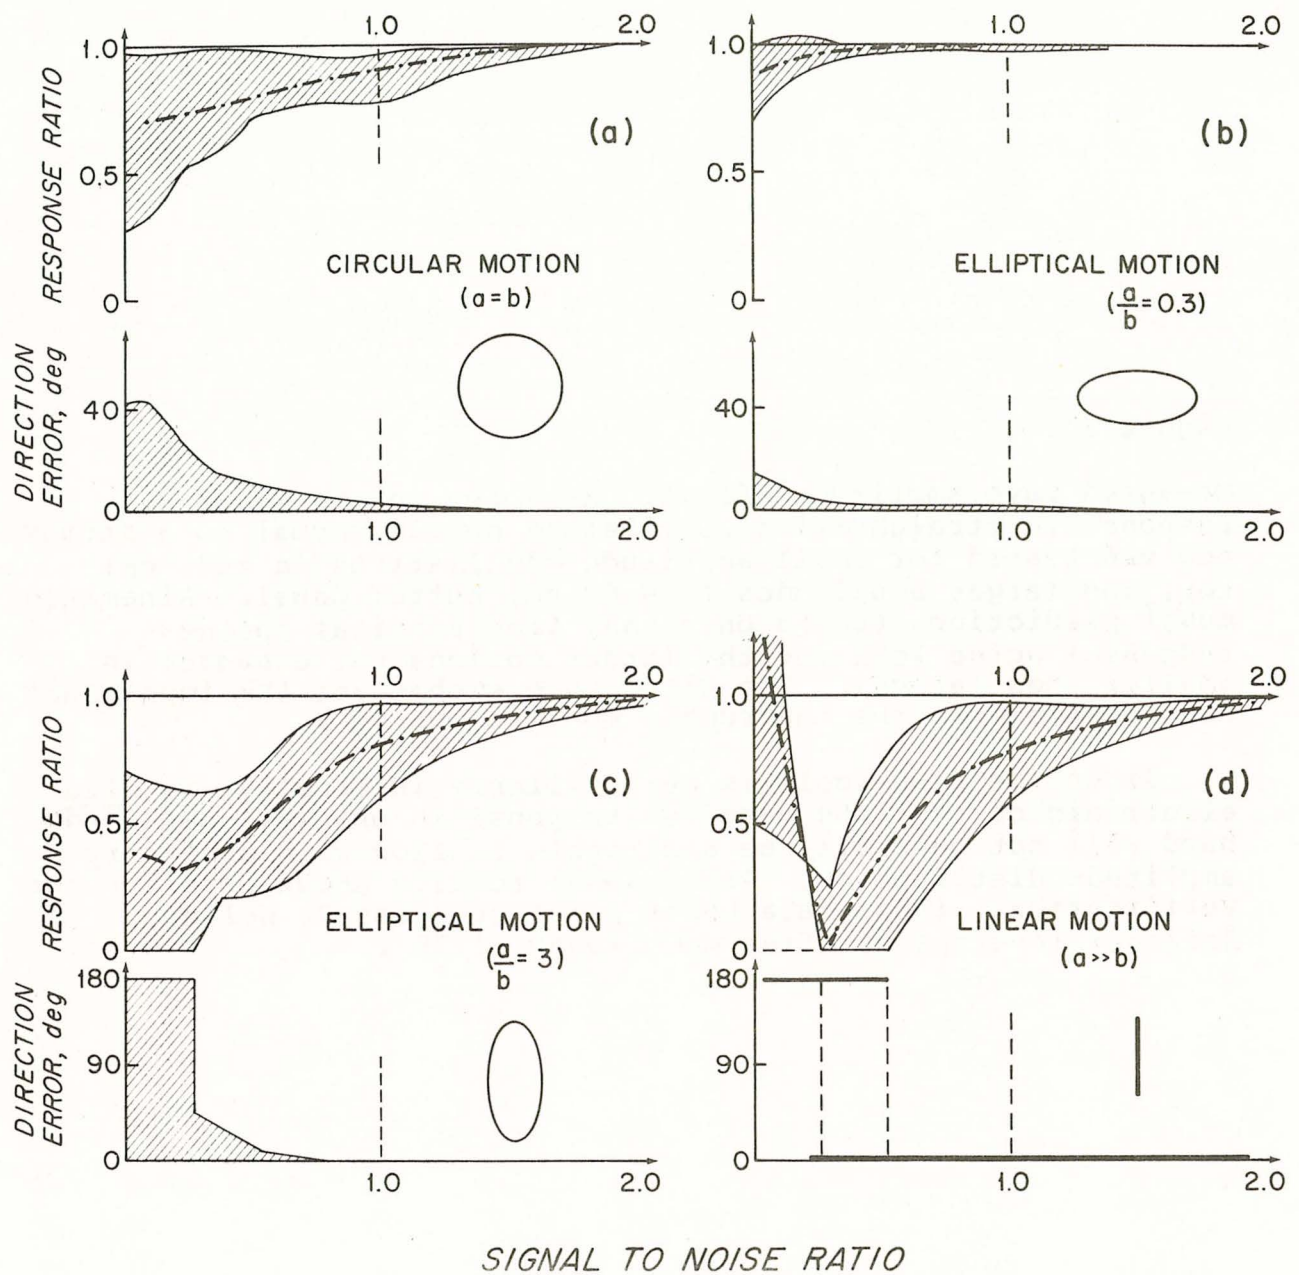 1.0 2.0
1.0
0.5
0
RESPONSE RATIO
(a)
CIRCULAR MOTION
(a=b)
40
0
DIRECTION
ERROR, deg
1.0 2.0
1.0 2.0
1.0
0.5
0
(b)
ELLIPTICAL MOTION
(a/b=0.3)
40
0
1.0 2.0
1.0 2.0
1.0
0.5
0
RESPONSE RATIO
(c)
ELLIPTICAL MOTION
(a/b=3)
180
90
0
DIRECTION
ERROR, deg
1.0 2.0
1.0 2.0
1.0
0.5
0
(d)
LINEAR MOTION
(a>>b)
180
90
0
1.0 2.0
SIGNAL TO NOISE RATIO